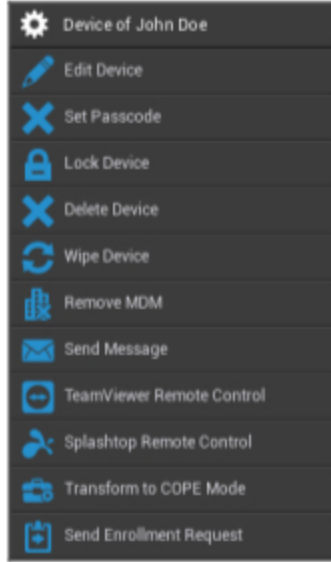 Device of John Doe
Edit Device
Set Passcode
Lock Device
Delete Device
Wipe Device
Remove MDM
Send Message
TeamViewer Remote Control
Splashtop Remote Control
Transform to COPE Mode
Send Enrollment Request